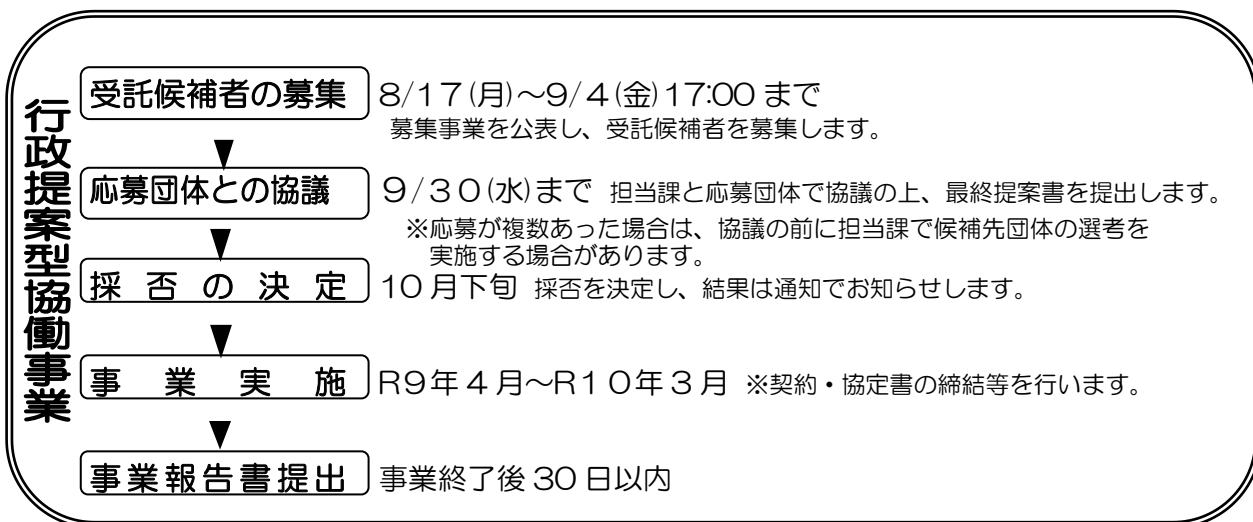 行政提案型協働事業
受託候補者の募集 8/17(月)～9/4(金)17:00まで
募集事業を公表し、受託候補者を募集します。
▼
応募団体との協議 9/30(水)まで 担当課と応募団体で協議の上、最終提案書を提出します。
※応募が複数あった場合は、協議の前に担当課で候補先団体の選考を
実施する場合があります。
▼
採否の決定 10月下旬 採否を決定し、結果は通知でお知らせします。
▼
事業実施 R9年4月～R10年3月 ※契約・協定書の締結等を行います。
▼
事業報告書提出 事業終了後30日以内